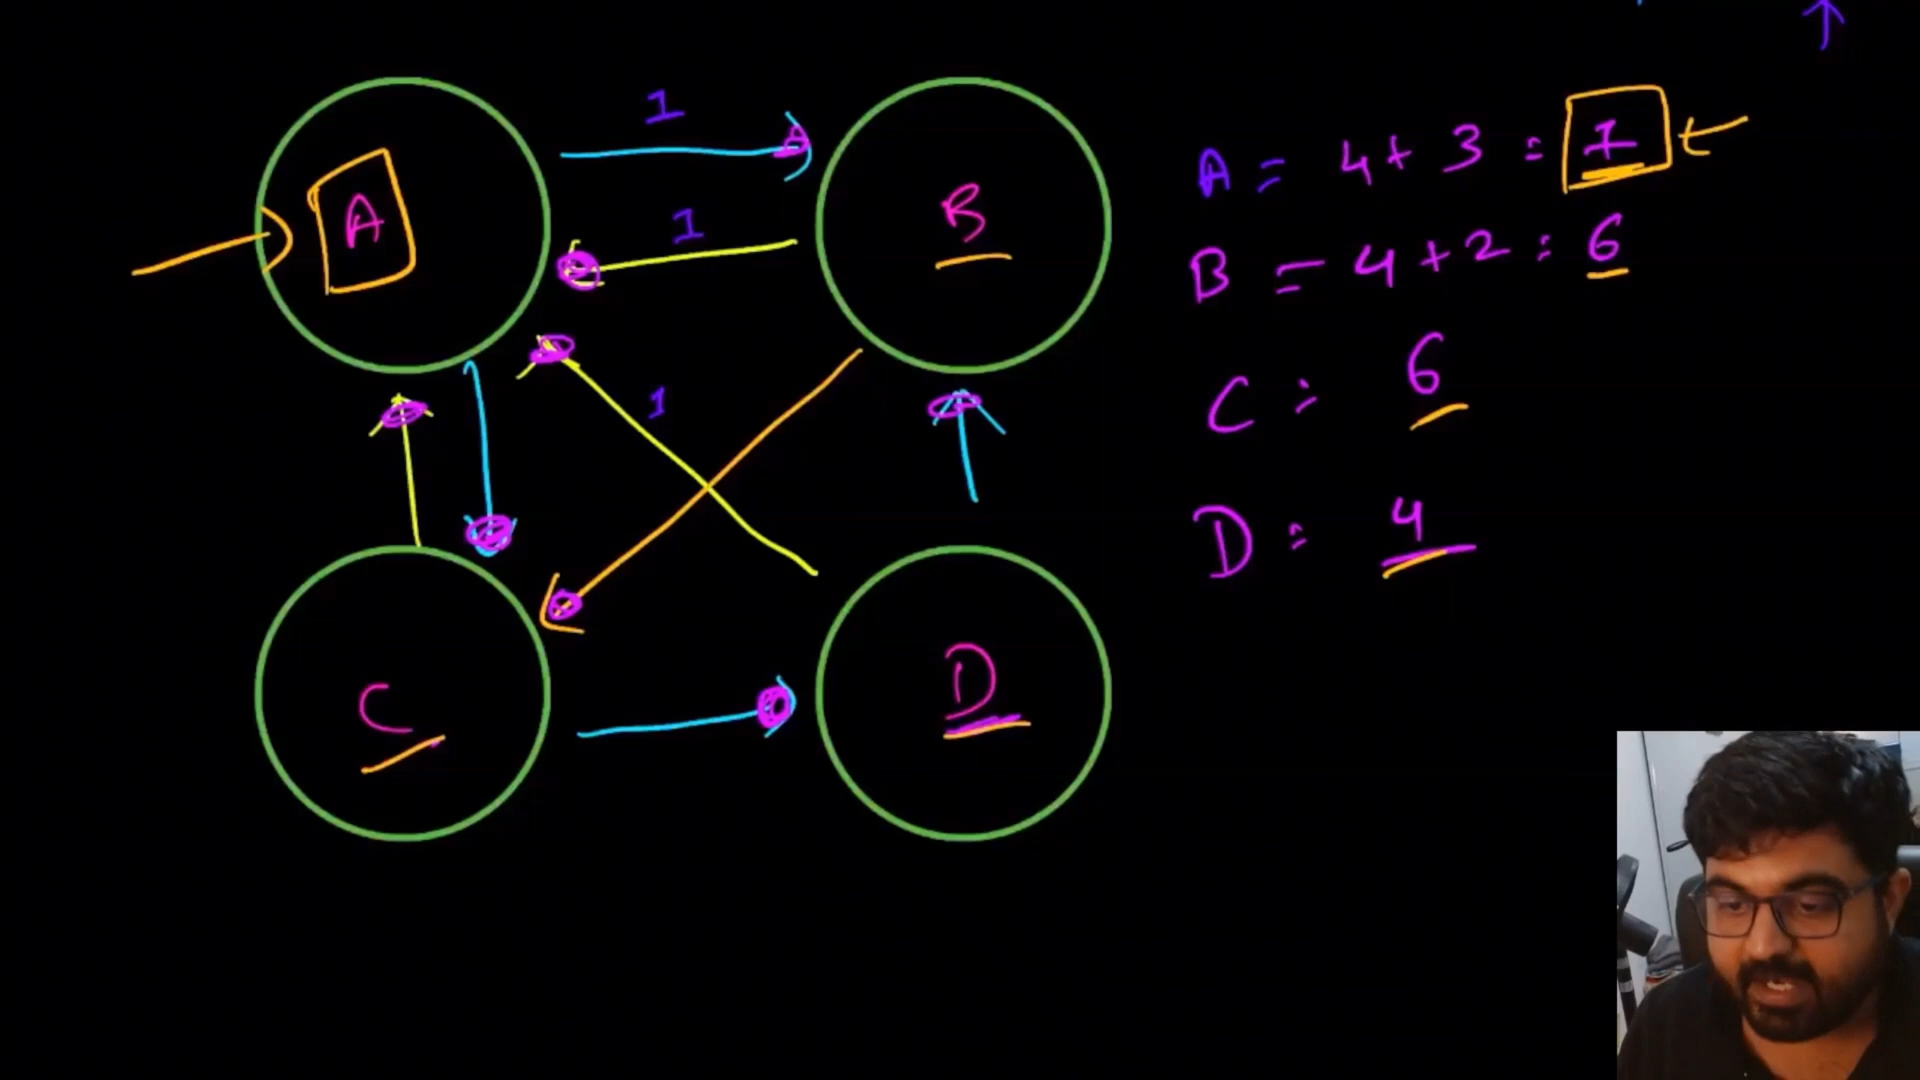 1
A
1
B
1
C
D
A = 4 + 3 = 7
B = 4 + 2 = 6
C = 6
D = 4